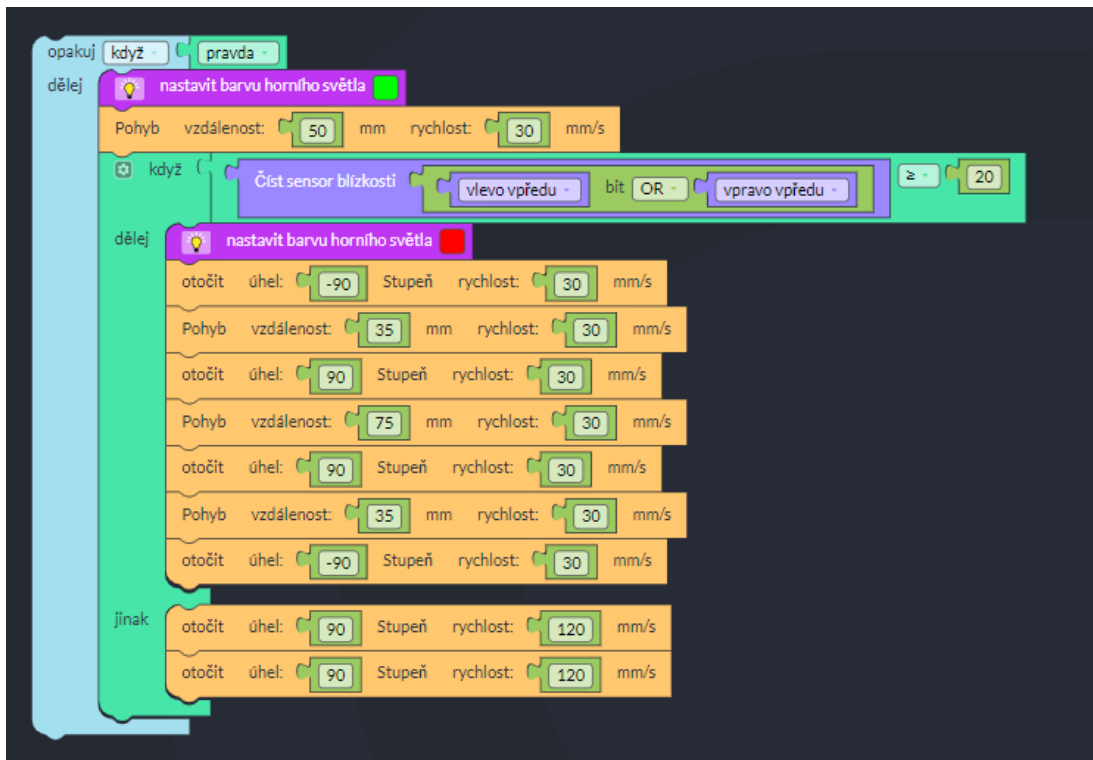 opakuj když pravda
dělej nastavit barvu horního světla
Pohyb vzdálenost: 50 mm rychlost: 30 mm/s
když Číst sensor blízkosti vlevo vpředu bit OR vpravo vpředu ≥ 20
dělej nastavit barvu horního světla
otočit úhel: -90 Stupeň rychlost: 30 mm/s
Pohyb vzdálenost: 35 mm rychlost: 30 mm/s
otočit úhel: 90 Stupeň rychlost: 30 mm/s
Pohyb vzdálenost: 75 mm rychlost: 30 mm/s
otočit úhel: 90 Stupeň rychlost: 30 mm/s
Pohyb vzdálenost: 35 mm rychlost: 30 mm/s
otočit úhel: -90 Stupeň rychlost: 30 mm/s
jinak otočit úhel: 90 Stupeň rychlost: 120 mm/s
otočit úhel: 90 Stupeň rychlost: 120 mm/s